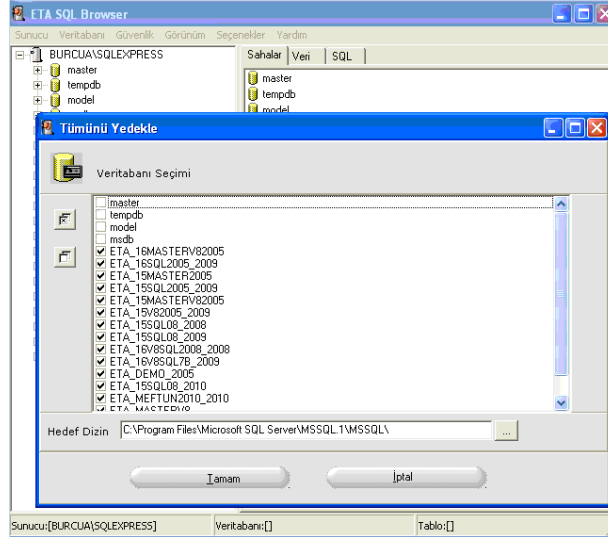 ETA SQL Browser
Sunucu Veritabanı Güvenlik Görünüm Seçenekler Yardım
BURCUA\SQLEXPRESS
master
tempdb
model
Sahalar Veri SQL
master
tempdb
model
Tümünü Yedekle
Veritabanı Seçimi
master
tempdb
model
msdb
ETA_16MASTERV82005
ETA_16SQL2005_2009
ETA_15MASTER2005
ETA_15SQL2005_2009
ETA_15MASTERV82005
ETA_15V82005_2009
ETA_15SQL08_2008
ETA_15SQL08_2009
ETA_16V8SQL2008_2008
ETA_16V8SQL7B_2009
ETA_DEMO_2005
ETA_15SQL08_2010
ETA_MEFTUN2010_2010
ETA_MASTERV8
Hedef Dizin C:\Program Files\Microsoft SQL Server\MSSQL.1\MSSQL\ ...
Tamam İptal
Sunucu:[BURCUA\SQLEXPRESS] Veritabanı:[] Tablo:[]